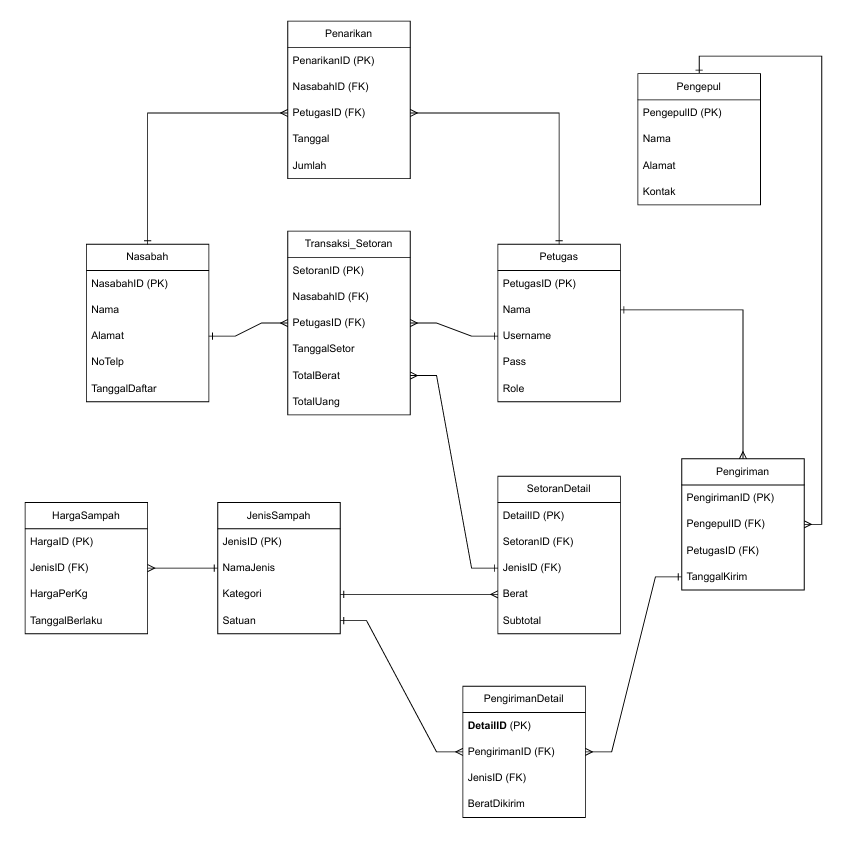 Penarikan
PenarikanID (PK)
NasabahID (FK)
PetugasID (FK)
Tanggal
Jumlah
Pengepul
PengepulID (PK)
Nama
Alamat
Kontak
Nasabah
NasabahID (PK)
Nama
Alamat
NoTelp
TanggalDaftar
Transaksi_Setoran
SetoranID (PK)
NasabahID (FK)
PetugasID (FK)
TanggalSetor
TotalBerat
TotalUang
Petugas
PetugasID (PK)
Nama
Username
Pass
Role
Pengiriman
PengirimanID (PK)
PengepulID (FK)
PetugasID (FK)
TanggalKirim
HargaSampah
HargaID (PK)
JenisID (FK)
HargaPerKg
TanggalBerlaku
JenisSampah
JenisID (PK)
NamaJenis
Kategori
Satuan
SetoranDetail
DetailID (PK)
SetoranID (FK)
JenisID (FK)
Berat
Subtotal
PengirimanDetail
DetailID (PK)
PengirimanID (FK)
JenisID (FK)
BeratDikirim